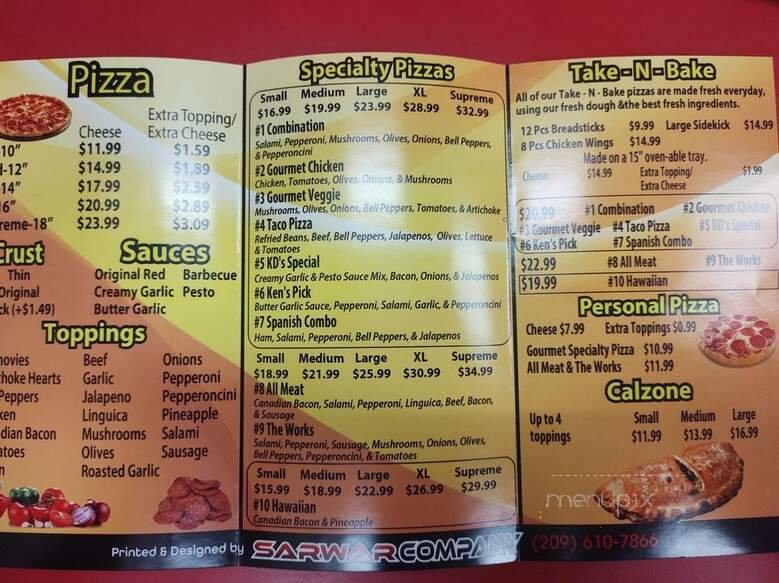 Pizza
Extra Topping/
Cheese Extra Cheese
-10" $11.99 $1.59
d-12" $14.99 $1.89
-14" $17.99 $2.59
16" $20.99 $2.89
reme-18" $23.99 $3.09
Crust
Thin
Original
ck (+$1.49)
Sauces
Original Red Barbecue
Creamy Garlic Pesto
Butter Garlic
Toppings
hovies Beef Onions
choke Hearts Garlic Pepperoni
Peppers Jalapeno Pepperoncini
ken Linguica Pineapple
dian Bacon Mushrooms Salami
atoes Olives Sausage
n Roasted Garlic
Specialty Pizzas
Small Medium Large XL Supreme
$16.99 $19.99 $23.99 $28.99 $32.99
#1 Combination
Salami, Pepperoni, Mushrooms, Olives, Onions, Bell Peppers,
& Pepperoncini
#2 Gourmet Chicken
Chicken, Tomatoes, Olives, Onions, & Mushrooms
#3 Gourmet Veggie
Mushrooms, Olives, Onions, Bell Peppers, Tomatoes, & Artichoke
#4 Taco Pizza
Refried Beans, Beef, Bell Peppers, Jalapenos, Olives, Lettuce
& Tomatoes
#5 KD's Special
Creamy Garlic & Pesto Sauce Mix, Bacon, Onions, & Jalapenos
#6 Ken's Pick
Butter Garlic Sauce, Pepperoni, Salami, Garlic, & Pepperoncini
#7 Spanish Combo
Ham, Salami, Pepperoni, Bell Peppers, & Jalapenos
Small Medium Large XL Supreme
$18.99 $21.99 $25.99 $30.99 $34.99
#8 All Meat
Canadian Bacon, Salami, Pepperoni, Linguica, Beef, Bacon,
& Sausage
#9 The Works
Salami, Pepperoni, Sausage, Mushrooms, Onions, Olives,
Bell Peppers, Pepperoncini, & Tomatoes
Small Medium Large XL Supreme
$15.99 $18.99 $22.99 $26.99 $29.99
#10 Hawaiian
Canadian Bacon & Pineapple
Take-N-Bake
All of our Take - N - Bake pizzas are made fresh everyday,
using our fresh dough &the best fresh ingredients.
12 Pcs Breadsticks $9.99 Large Sidekick $14.99
8 Pcs Chicken Wings $14.99
Made on a 15" oven-able tray.
Cheese $14.99 Extra Topping/ $1.99
Extra Cheese
$20.99 #1 Combination #2 Gourmet Chicken
#3 Gourmet Veggie #4 Taco Pizza #5 KD's Special
#6 Ken's Pick #7 Spanish Combo
$22.99 #8 All Meat #9 The Works
$19.99 #10 Hawaiian
Personal Pizza
Cheese $7.99 Extra Toppings $0.99
Gourmet Specialty Pizza $10.99
All Meat & The Works $11.99
Calzone
Up to 4 Small Medium Large
toppings $11.99 $13.99 $16.99
menupix
Printed & Designed by SARWAR COMPANY (209) 610-7866